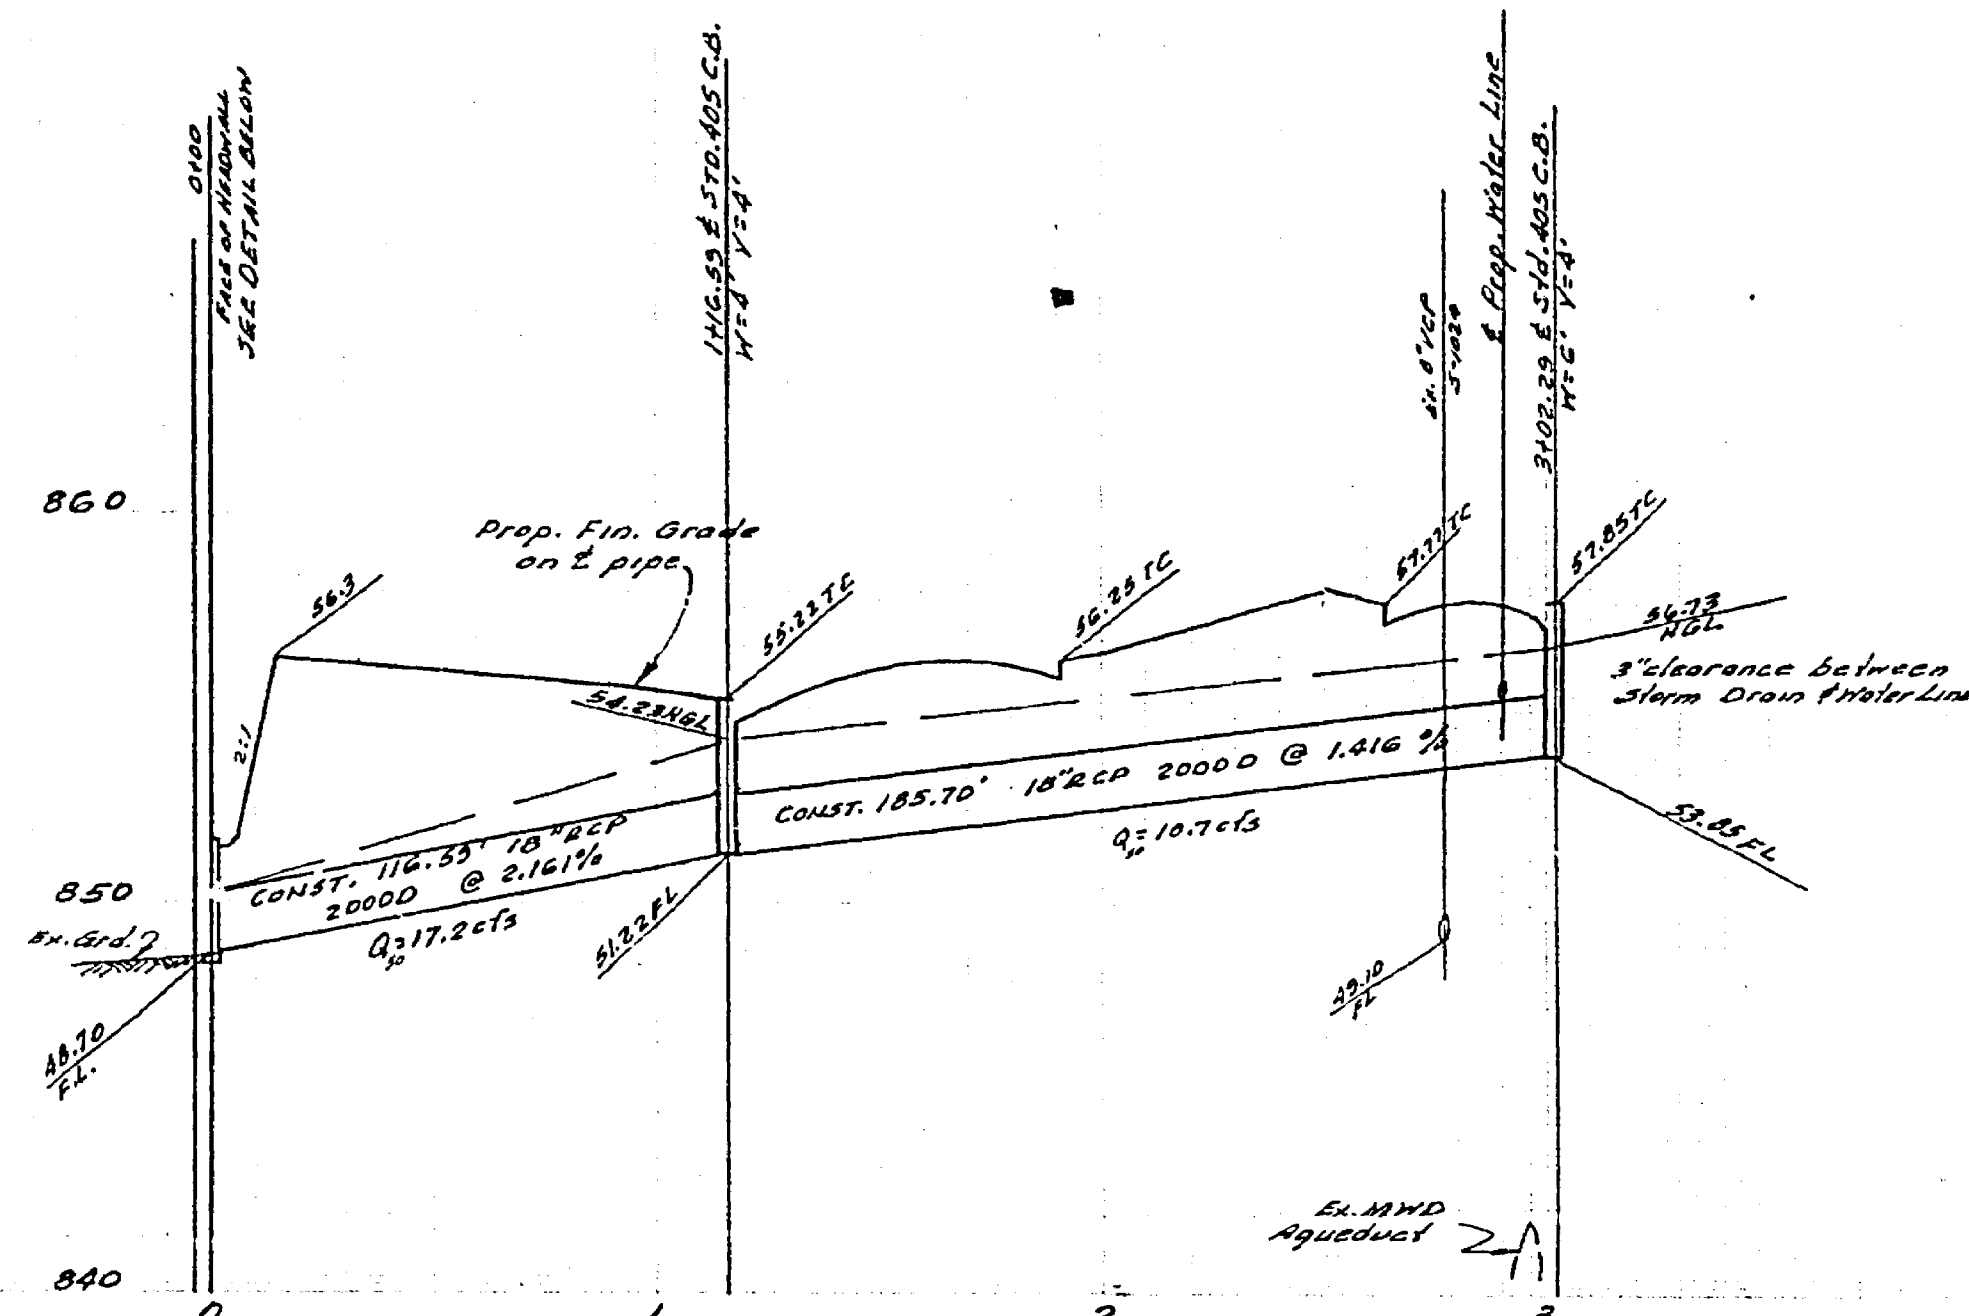 0+00
FACE OF HEADWALL
SEE DETAIL BELOW
1+16.59 ℄ STD. 405 C.B.
W=4' V=4'
Ex. 8" VCP
℄ Prop. Water Line
3+02.29 ℄ Std. 405 C.B.
W=6' V=4'
860
Prop. Fin. Grade
on ℄ pipe
56.3
55.22 TC
56.25 TC
57.77 TC
57.85 TC
56.73
HGL
3" clearance between
Storm Drain & Water Line
2:1
54.23 HGL
CONST. 185.70' 18" RCP 2000 D @ 1.416 %
Q50=10.7 cfs
53.85 FL
CONST. 116.59' 18" RCP
2000D @ 2.161%
Q50=17.2 cfs
850
Ex. Grd.
51.22 FL
49.10
FL
48.70
F.L.
Ex. MWD
Aqueduct
840
0 1 2 3